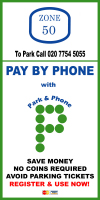 ZONE
50
To Park Call 020 7754 5055
PAY BY PHONE
with
Park & Phone
P
SAVE MONEY
NO COINS REQUIRED
AVOID PARKING TICKETS
REGISTER & USE NOW!